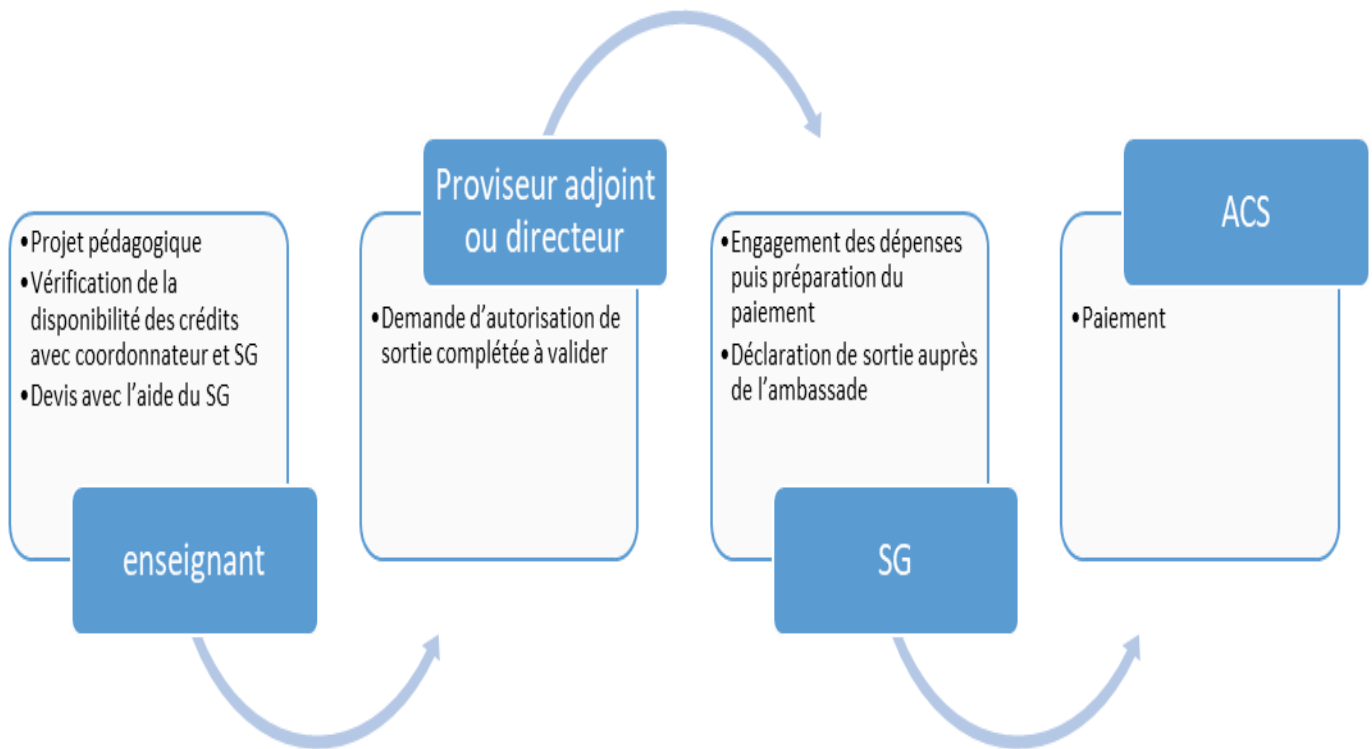 •Projet pédagogique
•Vérification de la
disponibilité des crédits
avec coordonnateur et SG
•Devis avec l’aide du SG
enseignant
Proviseur adjoint
ou directeur
•Demande d’autorisation de
sortie complétée à valider
•Engagement des dépenses
puis préparation du
paiement
•Déclaration de sortie auprès
de l’ambassade
SG
ACS
•Paiement